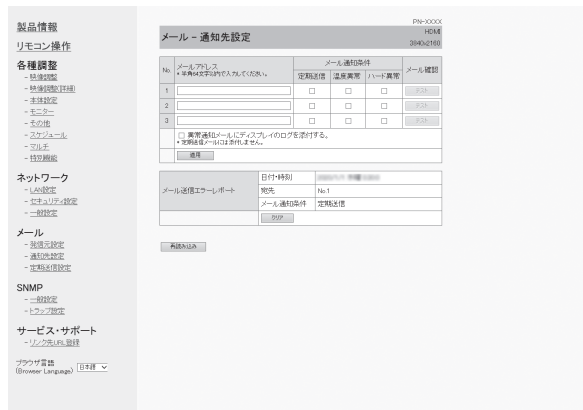 製品情報
リモコン操作
各種調整
- 映像調整
- 映像調整(詳細)
- 本体設定
- モニター
- その他
- スケジュール
- マルチ
- 特別機能
ネットワーク
- LAN設定
- セキュリティ設定
- 一般設定
メール
- 発信元設定
- 通知先設定
- 定期送信設定
SNMP
- 一般設定
- トラップ設定
サービス・サポート
- リンク先URL登録
ブラウザ言語
(Browser Language) 日本語
PN-XXXX
メール - 通知先設定
HDMI
3840x2160
No メールアドレス
* 半角64文字以内で入力してください。
メール通知条件
定期送信 温度異常 ハード異常
メール確認
1 テスト
2 テスト
3 テスト
異常通知メールにディスプレイのログを添付する。
* 定期送信メールには添付しません。
適用
メール送信エラーレポート
日付・時刻
宛先 No.1
メール通知条件 定期送信
クリア
再読み込み